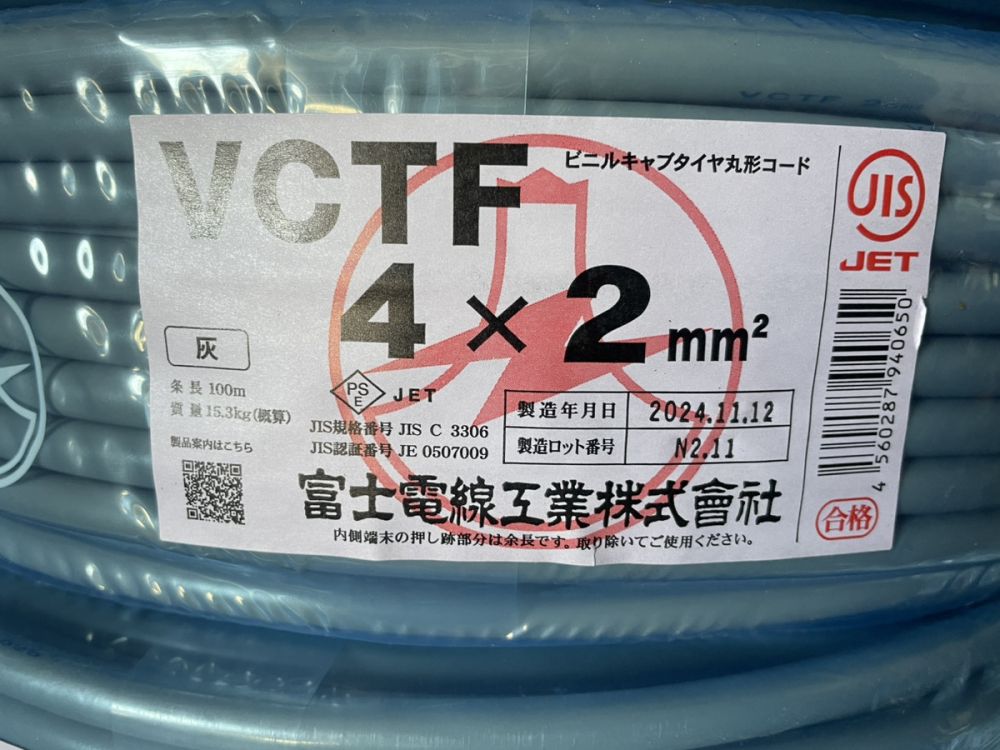 VCTF
VCTF
ビニルキャブタイヤ丸形コード
JIS
JET
4×2mm²
灰
条長 100m
質量 15.3kg(概算)
製品案内はこちら
PS
E
JET
JIS規格番号 JIS C 3306
JIS認証番号 JE 0507009
製造年月日 2024.11.12
製造ロット番号 N2.11
富士電線工業株式會社
内側端末の押し跡部分は余長です。取り除いてご使用ください。
4 560287 940650
合格